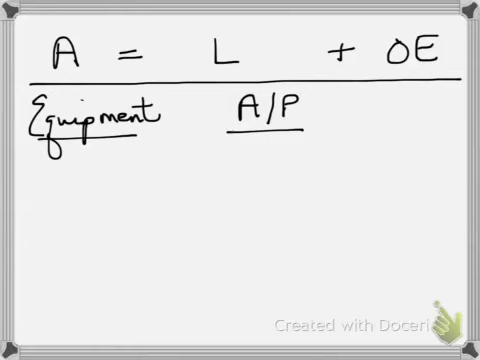 A = L + OE
Equipment A/P
Created with Doceri